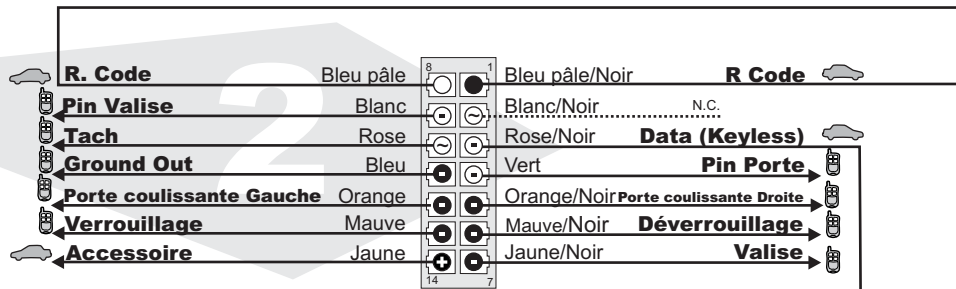 2
8 1
R. Code Bleu pâle Bleu pâle/Noir R Code
Pin Valise Blanc Blanc/Noir N.C.
Tach Rose Rose/Noir Data (Keyless)
Ground Out Bleu Vert Pin Porte
Porte coulissante Gauche Orange Orange/Noir Porte coulissante Droite
Verrouillage Mauve Mauve/Noir Déverrouillage
Accessoire Jaune Jaune/Noir Valise
14 7